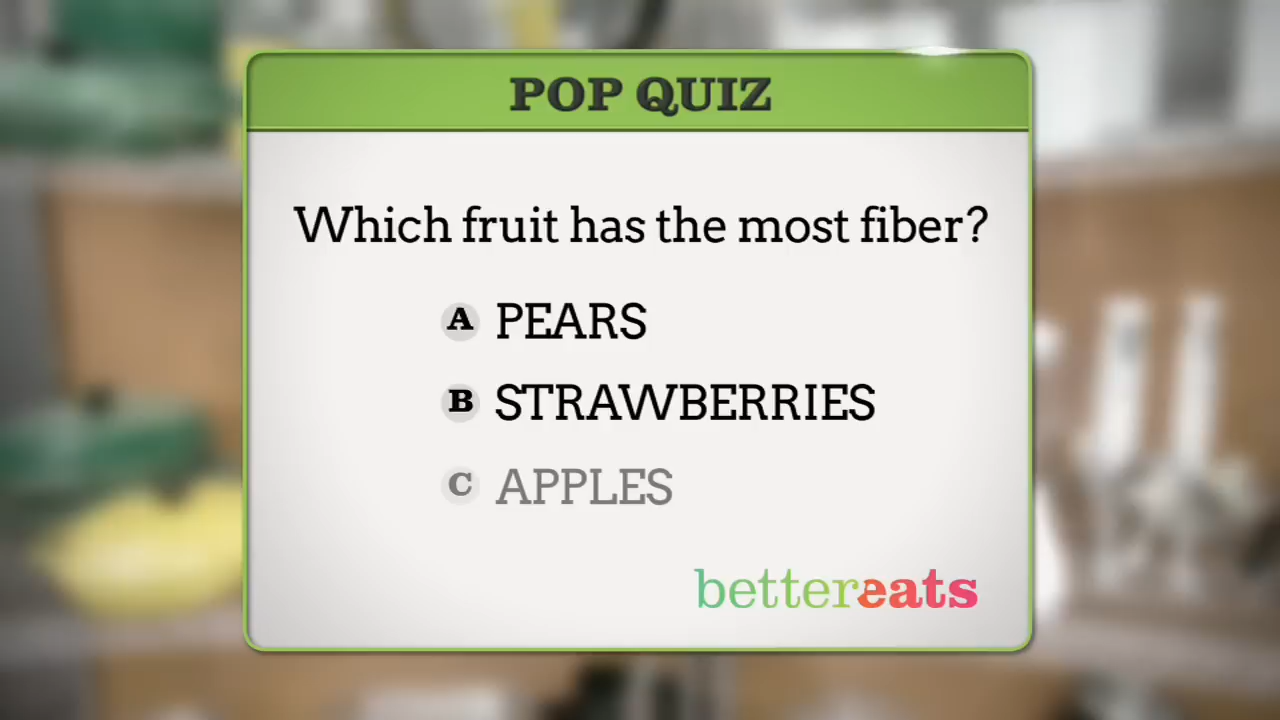 POP QUIZ
Which fruit has the most fiber?
A PEARS
B STRAWBERRIES
C APPLES
bettereats